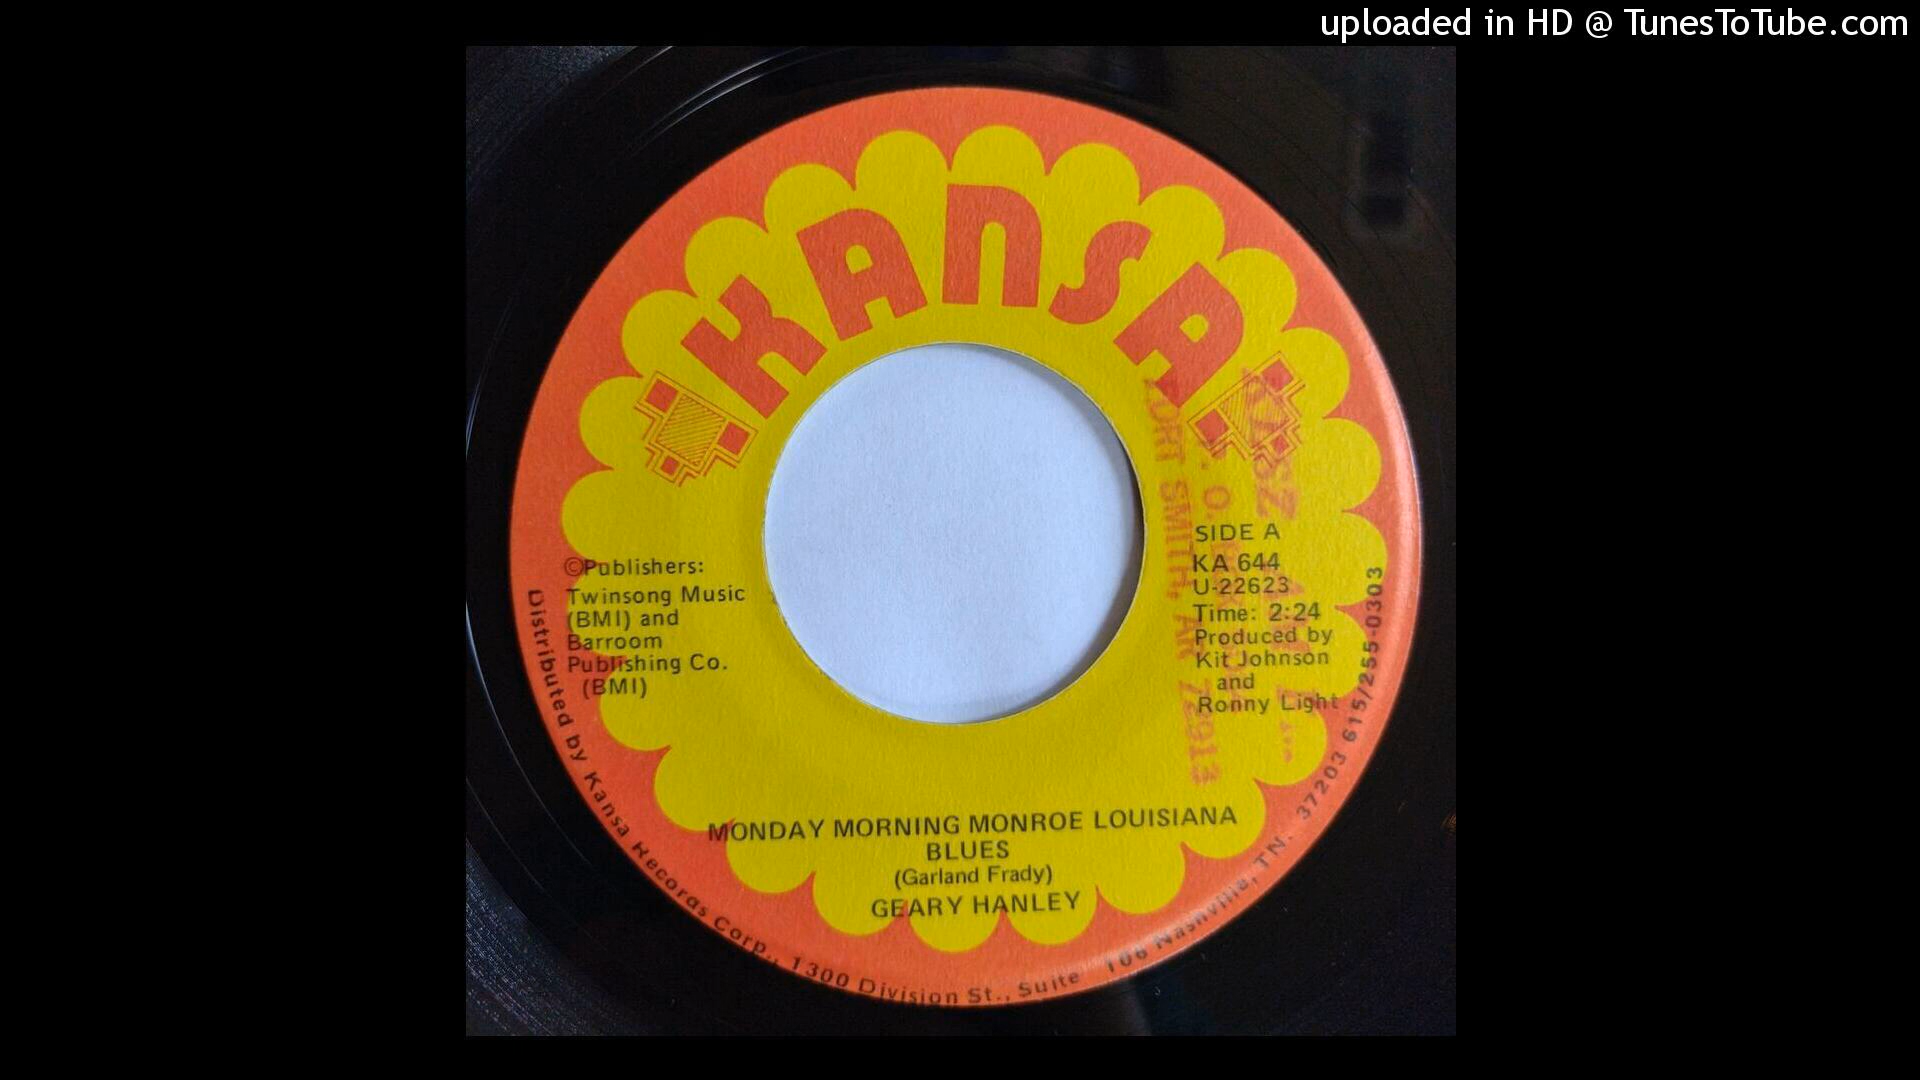 uploaded in HD @ TunesToTube.com
KANSA
©Publishers:
Twinsong Music
(BMI) and
Barroom
Publishing Co.
(BMI)
SIDE A
KA 644
U-22623
Time: 2:24
Produced by
Kit Johnson
and
Ronny Light
FORT SMITH, AR 72913
MONDAY MORNING MONROE LOUISIANA
BLUES
(Garland Frady)
GEARY HANLEY
Distributed by Kansa Records Corp., 1300 Division St., Suite 106 Nashville, TN. 37203 615/255-0303